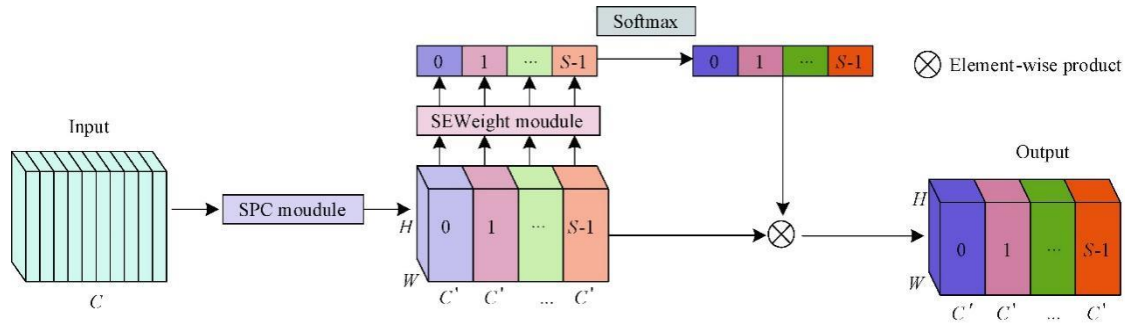 Softmax
0 1 ... S-1
0 1 ... S-1
Element-wise product
SEWeight moudule
Input
Output
SPC moudule
H
0 1 ... S-1
H
0 1 ... S-1
W
W
C
C' C' ... C'
C' C' ... C'